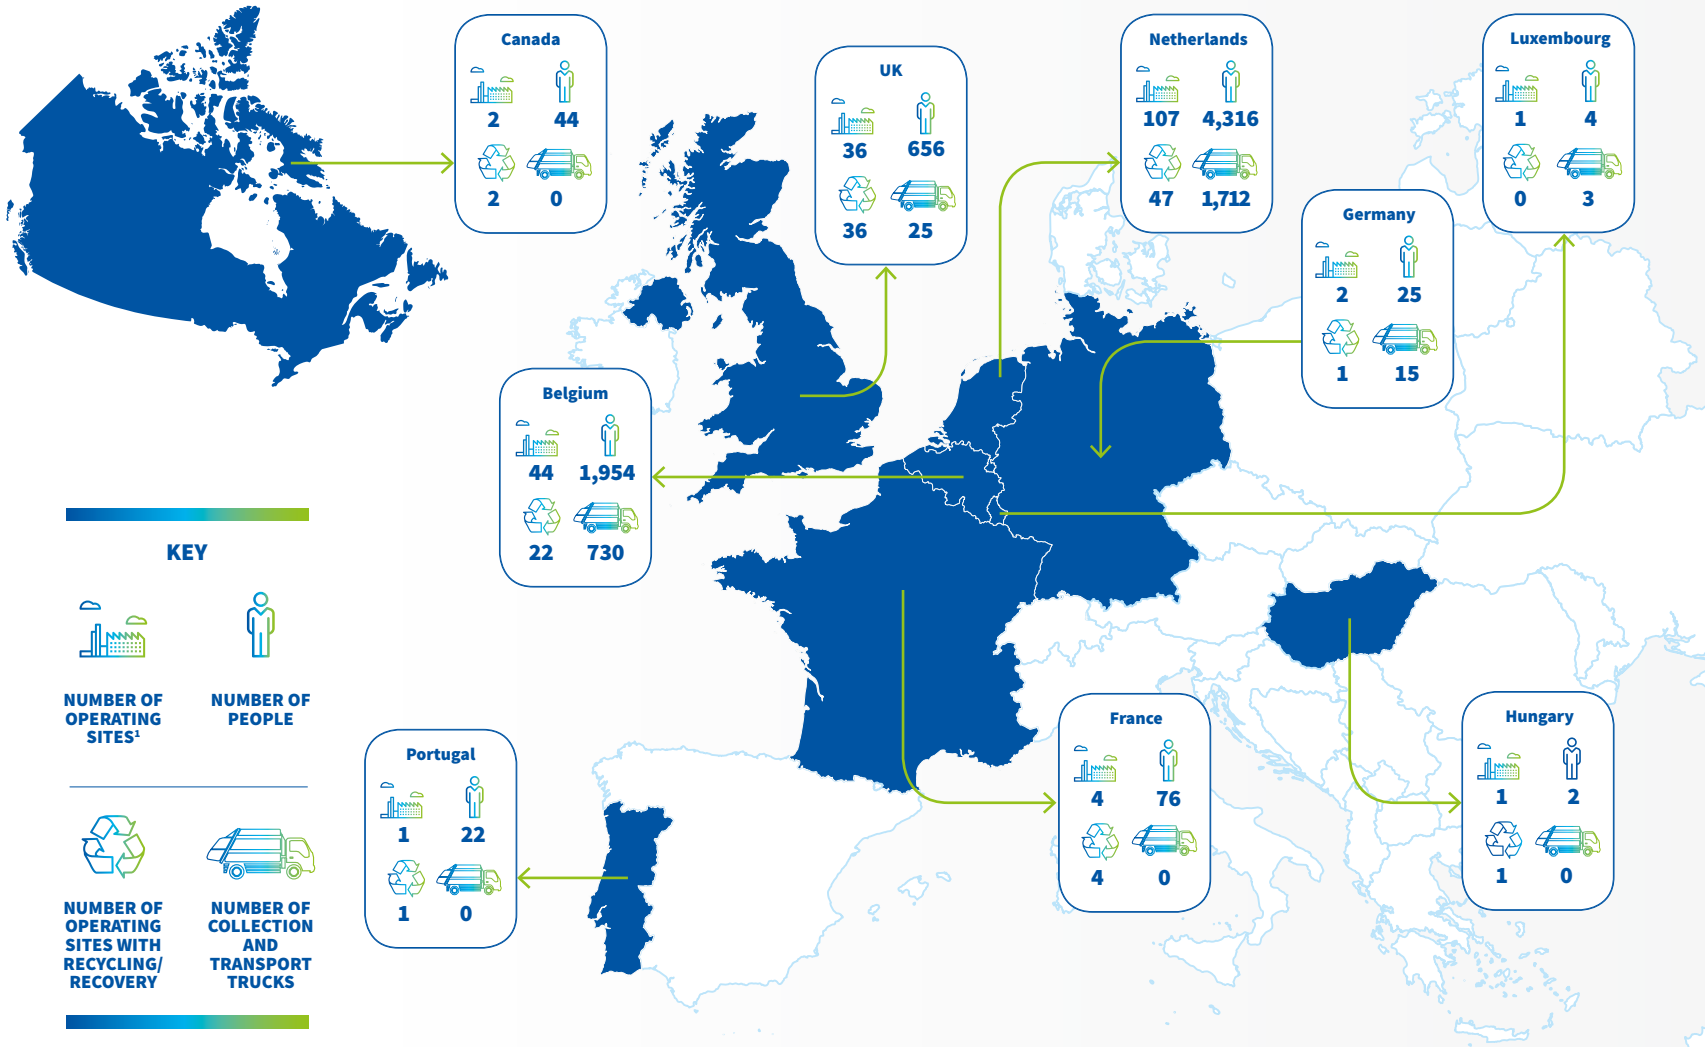 Canada
2 44
2 0
UK
36 656
36 25
Netherlands
107 4,316
47 1,712
Luxembourg
1 4
0 3
Germany
2 25
1 15
Belgium
44 1,954
22 730
KEY
NUMBER OF
OPERATING
SITES¹
NUMBER OF
PEOPLE
NUMBER OF
OPERATING
SITES WITH
RECYCLING/
RECOVERY
NUMBER OF
COLLECTION
AND
TRANSPORT
TRUCKS
Portugal
1 22
1 0
France
4 76
4 0
Hungary
1 2
1 0